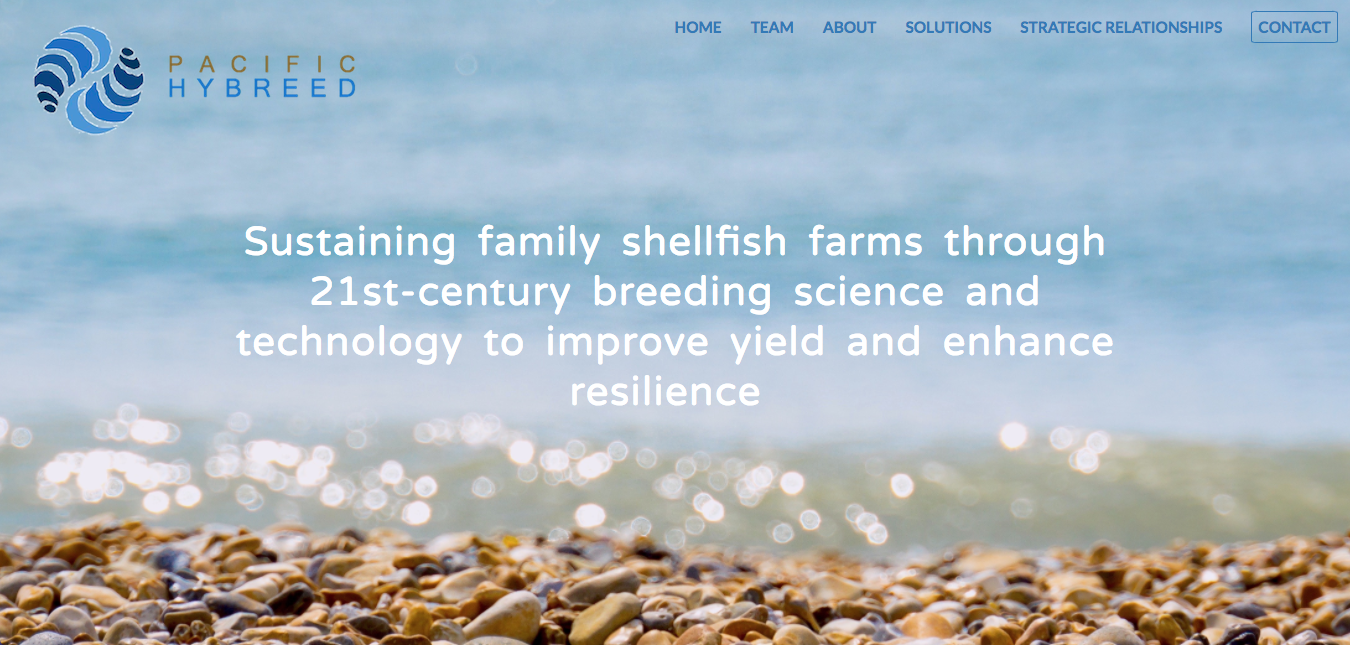 HOME TEAM ABOUT SOLUTIONS STRATEGIC RELATIONSHIPS CONTACT
PACIFIC
HYBREED
Sustaining family shellfish farms through
21st-century breeding science and
technology to improve yield and enhance
resilience